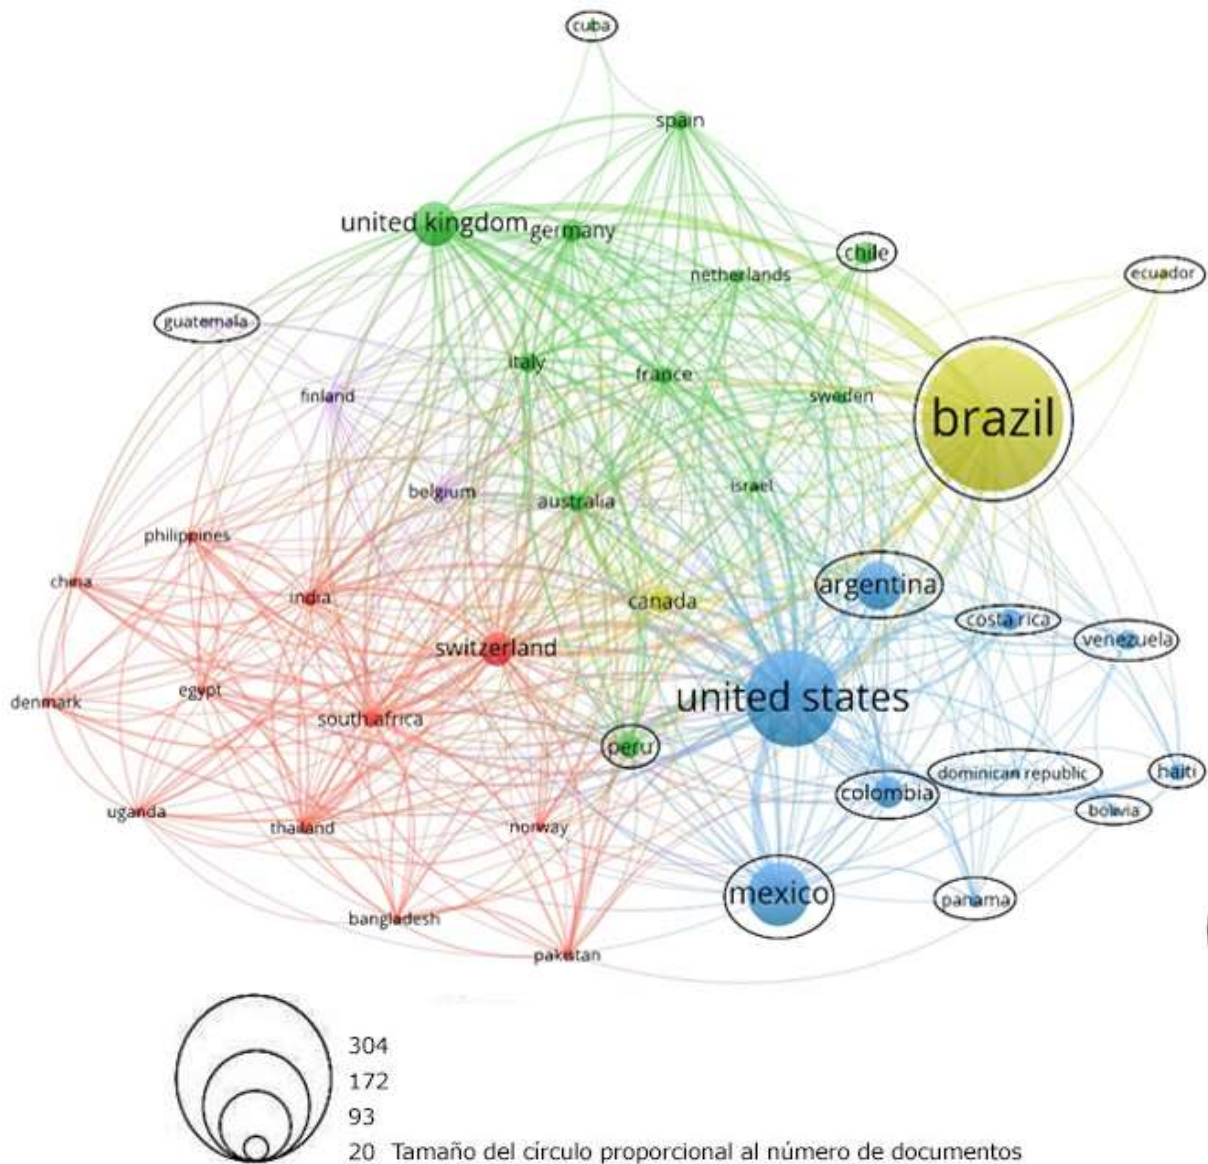 cuba
spain
united kingdom
germany
chile
netherlands
ecuador
guatemala
italy
france
finland
sweden
brazil
belgium
australia
israel
philippines
china
india
canada
argentina
costa rica
venezuela
switzerland
denmark
egypt
south africa
united states
peru
dominican republic
haiti
colombia
bolivia
uganda
thailand
norway
mexico
panama
bangladesh
pakistan
304
172
93
20 Tamaño del círculo proporcional al número de documentos